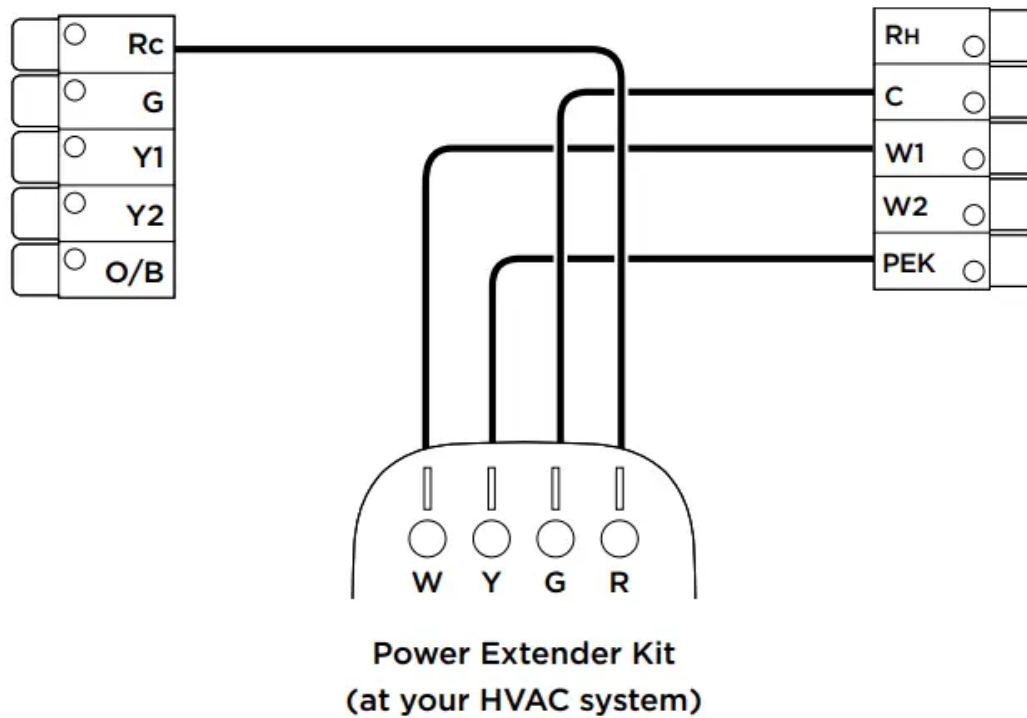 Rc
G
Y1
Y2
O/B
RH
C
W1
W2
PEK
W Y G R
Power Extender Kit
(at your HVAC system)